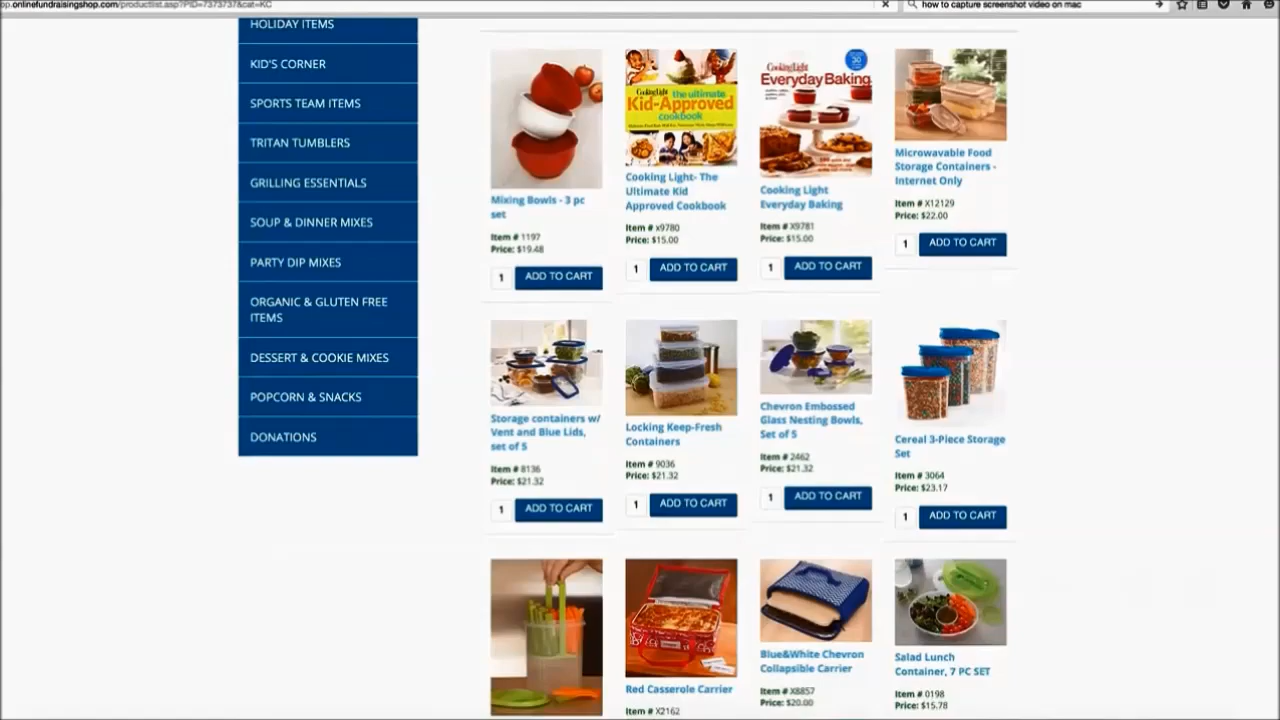 op.onlinefundraisingshop.com/productlist.asp?PID=7373737&cat=KC
how to capture screenshot video on mac
HOLIDAY ITEMS
KID'S CORNER
SPORTS TEAM ITEMS
TRITAN TUMBLERS
GRILLING ESSENTIALS
SOUP & DINNER MIXES
PARTY DIP MIXES
ORGANIC & GLUTEN FREE
ITEMS
DESSERT & COOKIE MIXES
POPCORN & SNACKS
DONATIONS
Mixing Bowls - 3 pc
set
Item # 1197
Price: $19.48
1 ADD TO CART
CookingLight
the ultimate
Kid-Approved
cookbook
Cooking Light- The
Ultimate Kid
Approved Cookbook
Item # x9780
Price: $15.00
1 ADD TO CART
CookingLight
Everyday Baking
Cooking Light
Everyday Baking
Item # X9781
Price: $15.00
1 ADD TO CART
Microwavable Food
Storage Containers -
Internet Only
Item # X12129
Price: $22.00
1 ADD TO CART
Storage containers w/
Vent and Blue Lids,
set of 5
Item # 8136
Price: $21.32
1 ADD TO CART
Locking Keep-Fresh
Containers
Item # 9036
Price: $21.32
1 ADD TO CART
Chevron Embossed
Glass Nesting Bowls,
Set of 5
Item # 2462
Price: $21.32
1 ADD TO CART
Cereal 3-Piece Storage
Set
Item # 3064
Price: $23.17
1 ADD TO CART
Red Casserole Carrier
Item # X2162
Blue&White Chevron
Collapsible Carrier
Item # X8857
Price: $20.00
Salad Lunch
Container, 7 PC SET
Item # 0198
Price: $15.78